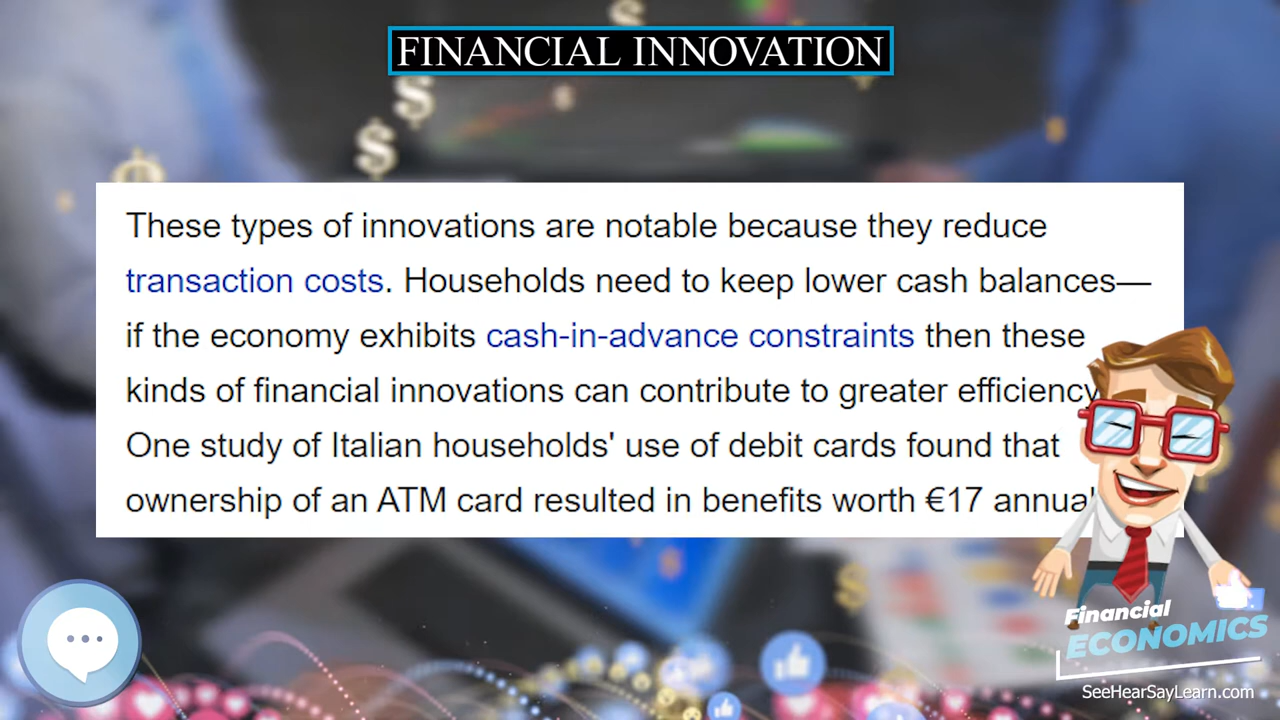 FINANCIAL INNOVATION
These types of innovations are notable because they reduce
transaction costs. Households need to keep lower cash balances—
if the economy exhibits cash-in-advance constraints then these
kinds of financial innovations can contribute to greater efficiency
One study of Italian households' use of debit cards found that
ownership of an ATM card resulted in benefits worth €17
Financial
ECONOMICS
SeeHearSayLearn.com